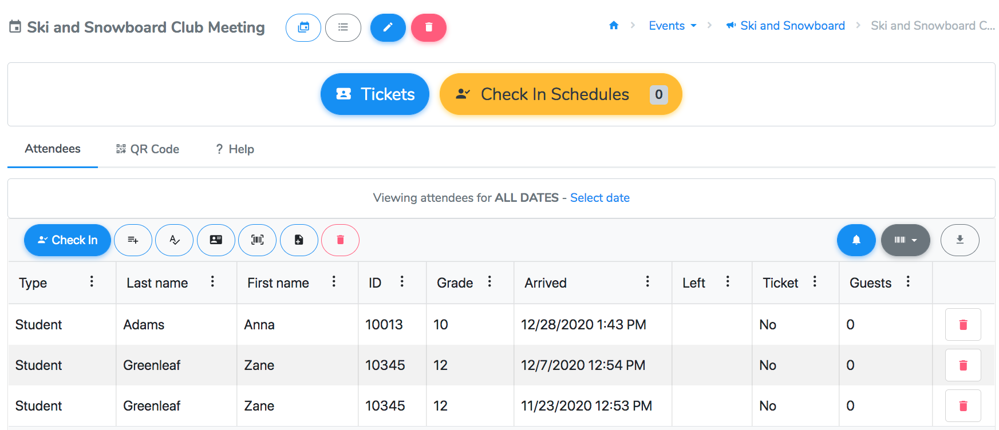 Ski and Snowboard Club Meeting
Events
Ski and Snowboard
Ski and Snowboard C...
Tickets
Check In Schedules 0
Attendees
QR Code
? Help
Viewing attendees for ALL DATES - Select date
Check In
Type Last name First name ID Grade Arrived Left Ticket Guests
Student Adams Anna 10013 10 12/28/2020 1:43 PM No 0
Student Greenleaf Zane 10345 12 12/7/2020 12:54 PM No 0
Student Greenleaf Zane 10345 12 11/23/2020 12:53 PM No 0